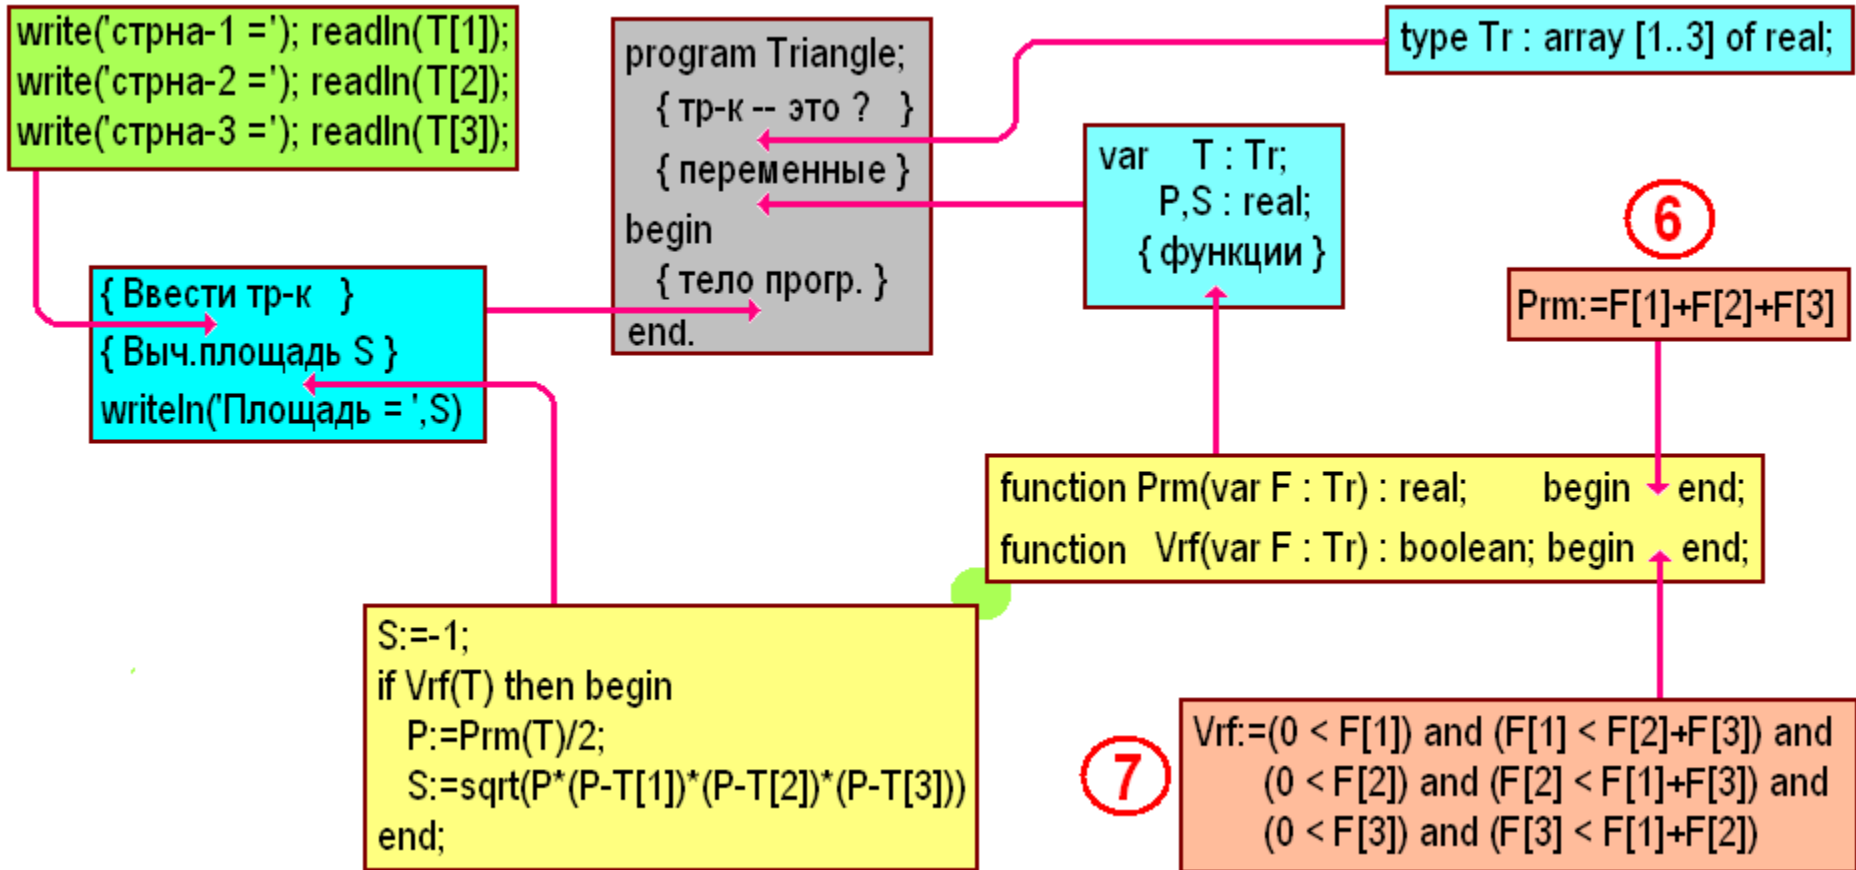 write('стрна-1 ='); readln(T[1]);
write('стрна-2 ='); readln(T[2]);
write('стрна-3 ='); readln(T[3]);
program Triangle;
{ тр-к -- это ? }
{ переменные }
begin
{ тело прогр. }
end.
type Tr : array [1..3] of real;
var T : Tr;
P,S : real;
{ функции }
6
Prm:=F[1]+F[2]+F[3]
{ Ввести тр-к }
{ Выч.площадь S }
writeln('Площадь = ',S)
function Prm(var F : Tr) : real; begin end;
function Vrf(var F : Tr) : boolean; begin end;
S:=-1;
if Vrf(T) then begin
P:=Prm(T)/2;
S:=sqrt(P*(P-T[1])*(P-T[2])*(P-T[3]))
end;
7
Vrf:=(0 < F[1]) and (F[1] < F[2]+F[3]) and
(0 < F[2]) and (F[2] < F[1]+F[3]) and
(0 < F[3]) and (F[3] < F[1]+F[2])